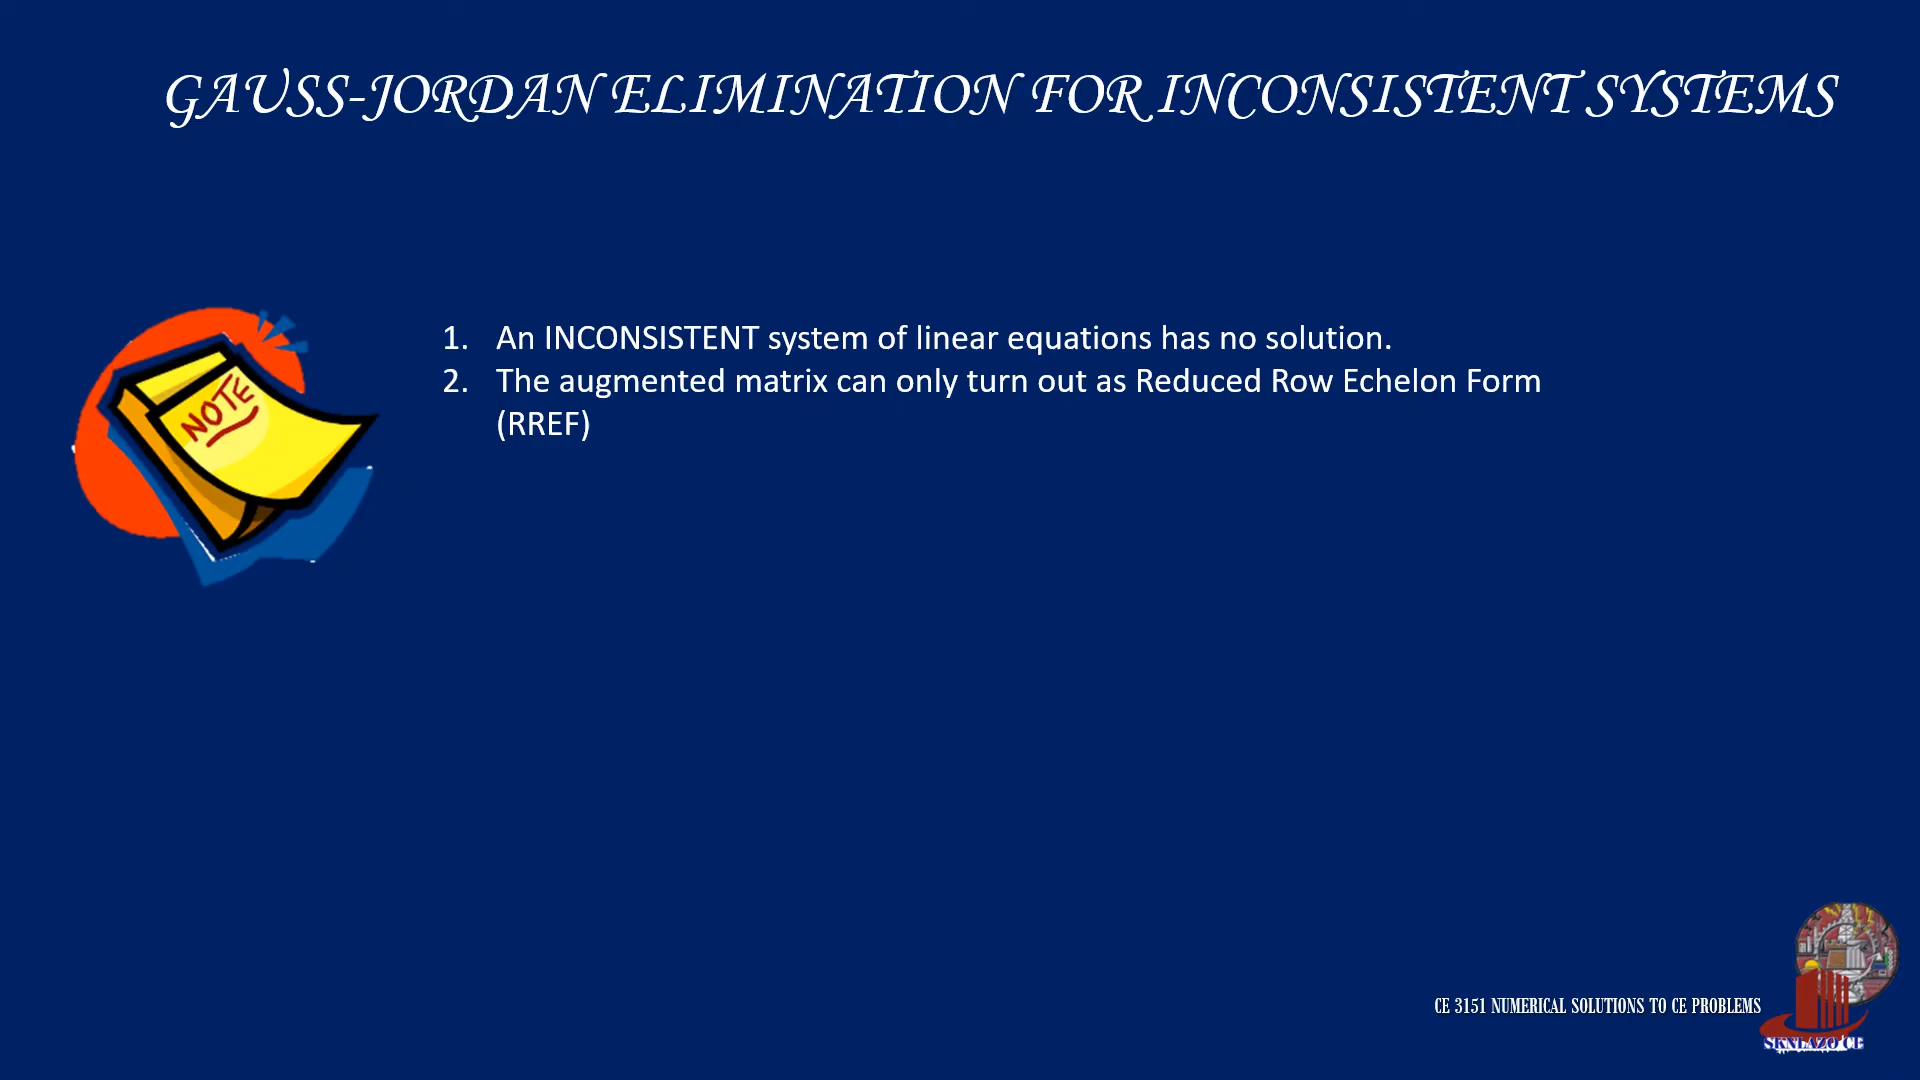 GAUSS-JORDAN ELIMINATION FOR INCONSISTENT SYSTEMS
NOTE
1. An INCONSISTENT system of linear equations has no solution.
2. The augmented matrix can only turn out as Reduced Row Echelon Form
(RREF)
CE 3151 NUMERICAL SOLUTIONS TO CE PROBLEMS